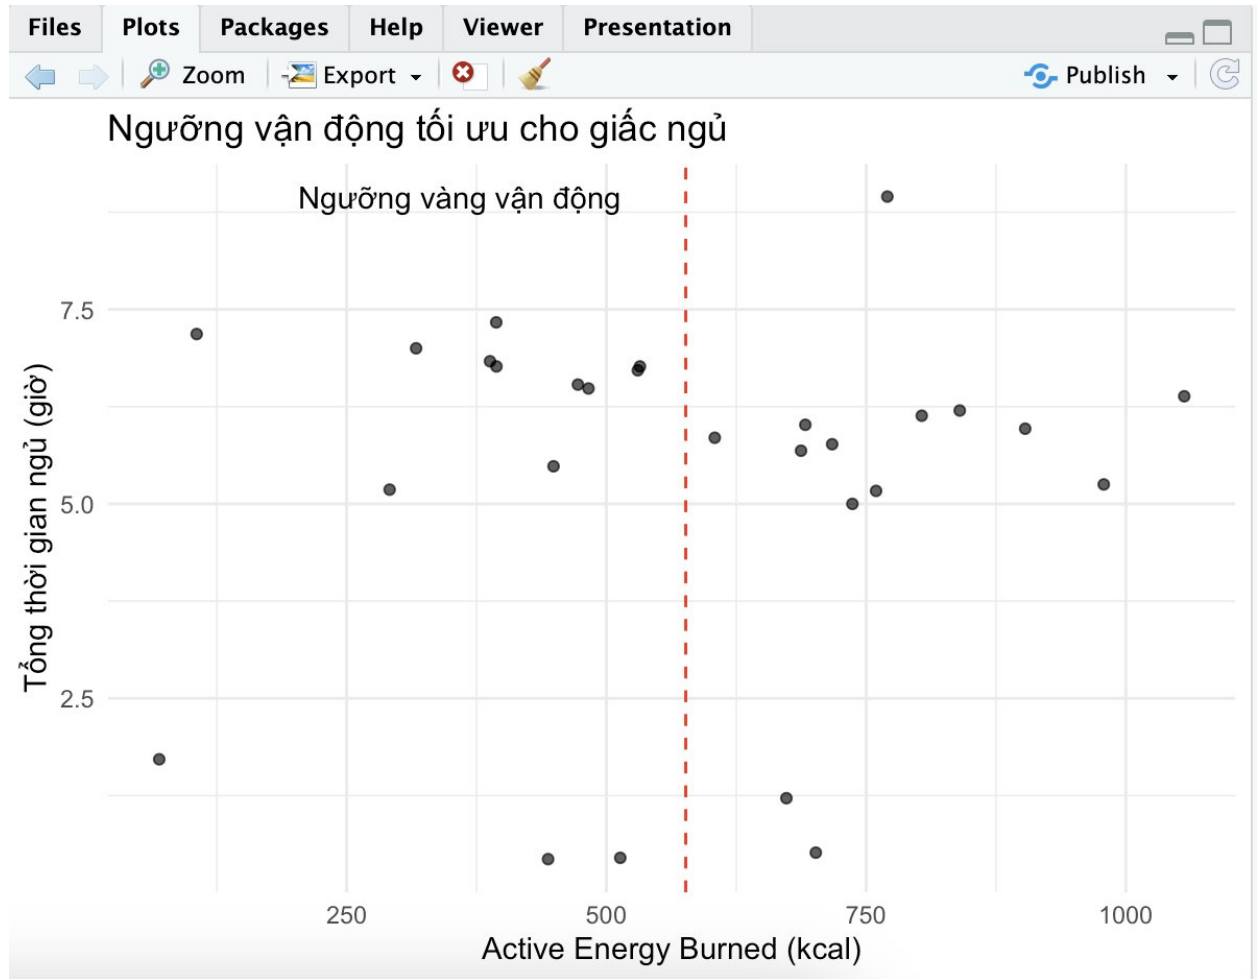 Files Plots Packages Help Viewer Presentation
Zoom Export Publish
Ngưỡng vận động tối ưu cho giấc ngủ
Ngưỡng vàng vận động
7.5
5.0
2.5
Tổng thời gian ngủ (giờ)
250 500 750 1000
Active Energy Burned (kcal)